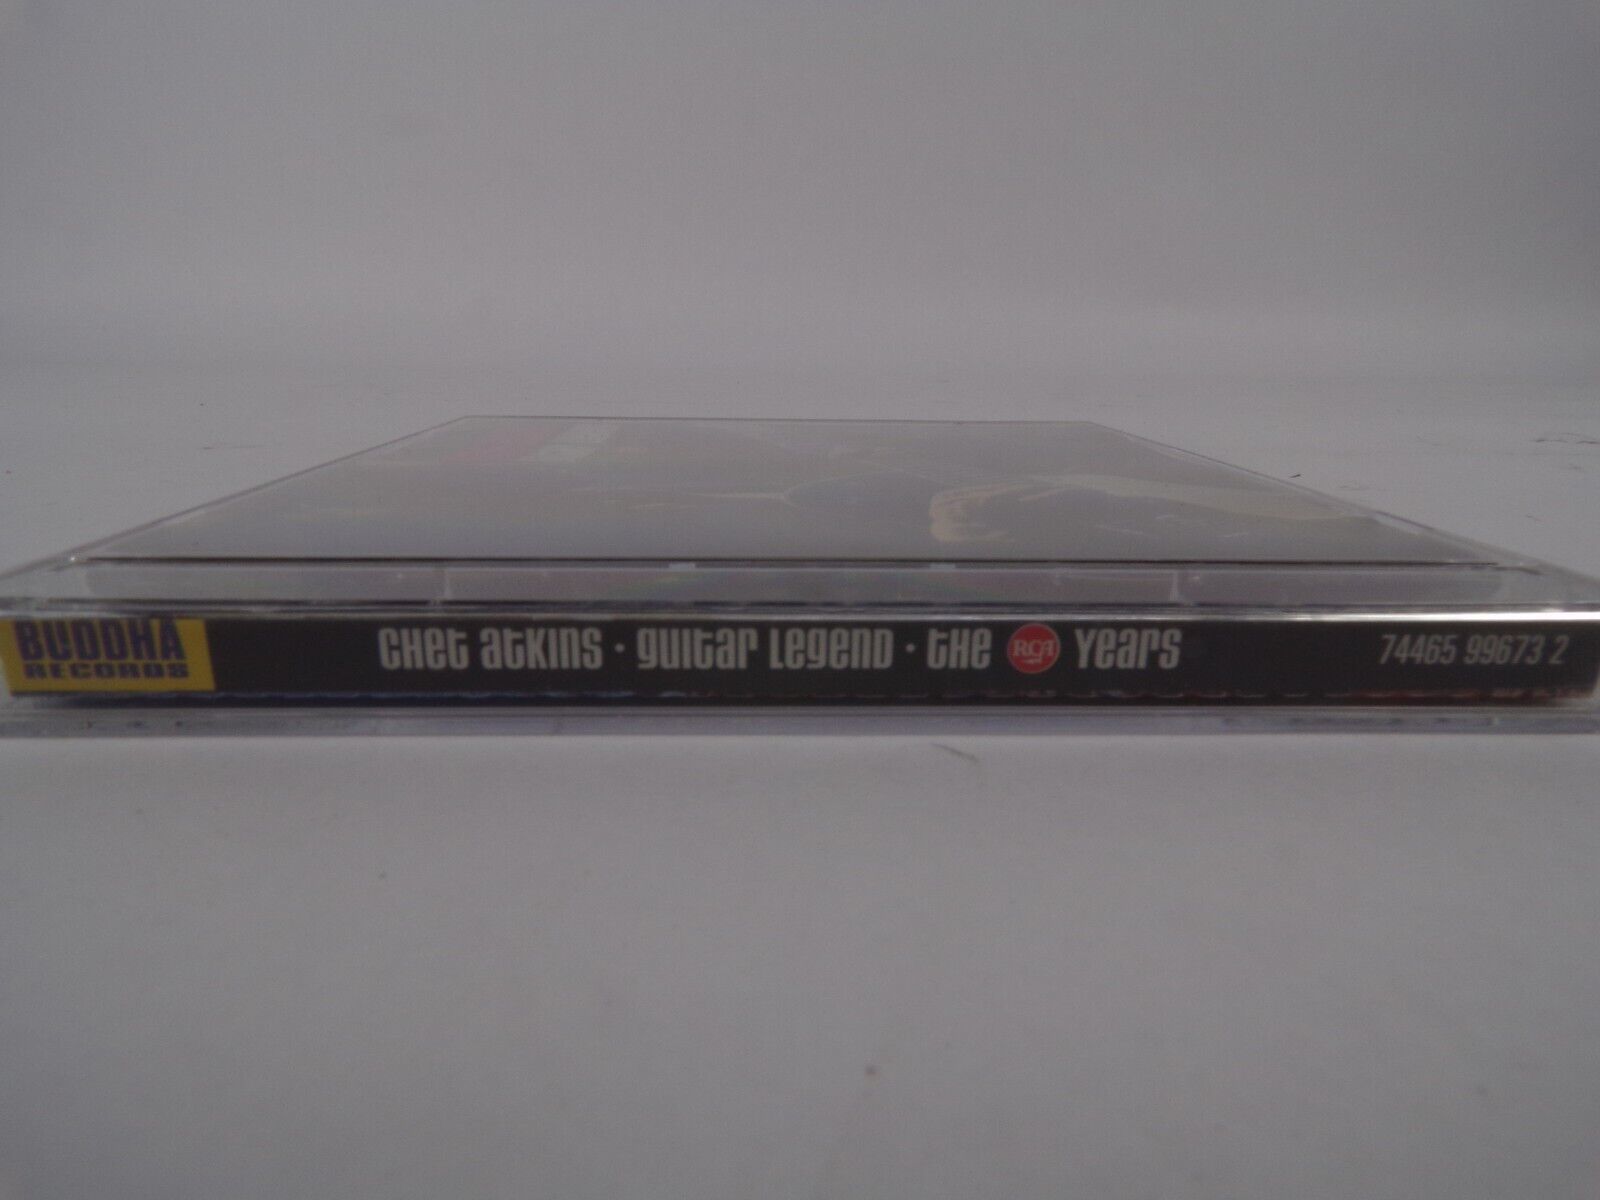 BUDDHA
RECORDS
CHET ATKINS · GUITAR LEGEND · THE RCA YEARS
74465 99673 2